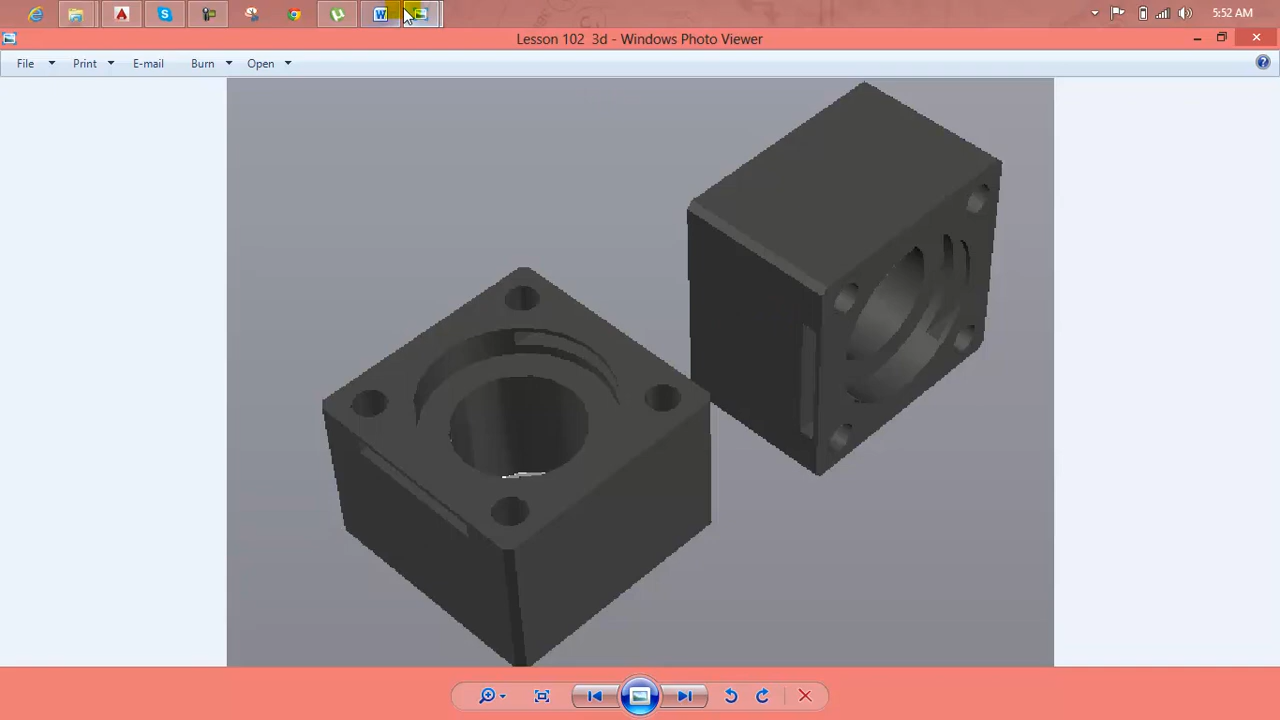 5:52 AM
Lesson 102  3d - Windows Photo Viewer
File Print E-mail Burn Open